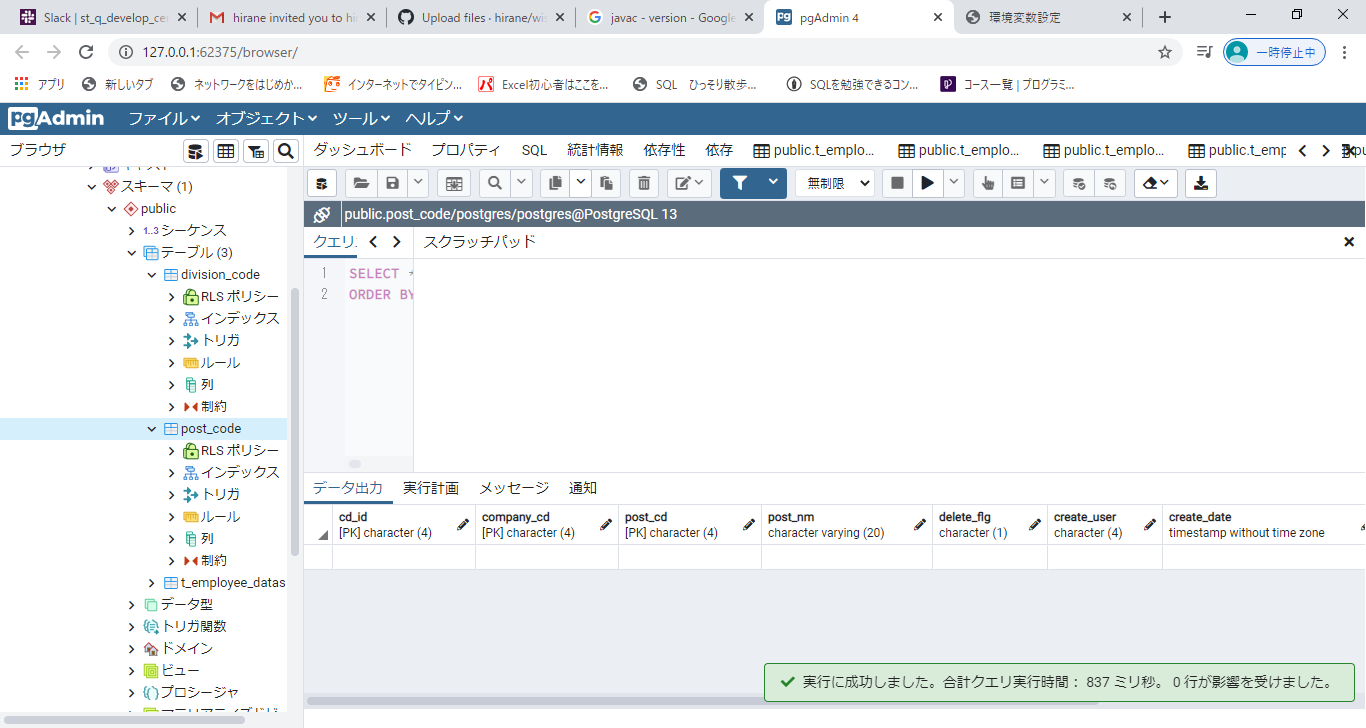 Slack | st_q_develop_ce
hirane invited you to hi
Upload files · hirane/wi
javac - version - Google
pgAdmin 4
環境変数設定
127.0.0.1:62375/browser/
一時停止中
アプリ
新しいタブ
ネットワークをはじめか...
インターネットでタイピン...
Excel初心者はここを...
SQL ひっそり散歩...
SQLを勉強できるコン...
コース一覧 | プログラミ...
pgAdmin
ファイル
オブジェクト
ツール
ヘルプ
ブラウザ
ダッシュボード
プロパティ
SQL
統計情報
依存性
依存
public.t_emplo...
public.t_emplo...
public.t_emplo...
public.t_emp
スキーマ (1)
public
1..3 シーケンス
テーブル (3)
division_code
RLS ポリシー
インデックス
トリガ
ルール
列
制約
post_code
RLS ポリシー
インデックス
トリガ
ルール
列
制約
t_employee_datas
データ型
トリガ関数
ドメイン
ビュー
プロシージャ
無制限
public.post_code/postgres/postgres@PostgreSQL 13
クエリ
スクラッチパッド
1 SELECT *
2 ORDER BY
データ出力
実行計画
メッセージ
通知
cd_id
[PK] character (4)
company_cd
[PK] character (4)
post_cd
[PK] character (4)
post_nm
character varying (20)
delete_flg
character (1)
create_user
character (4)
create_date
timestamp without time zone
実行に成功しました。合計クエリ実行時間： 837 ミリ秒。 0 行が影響を受けました。